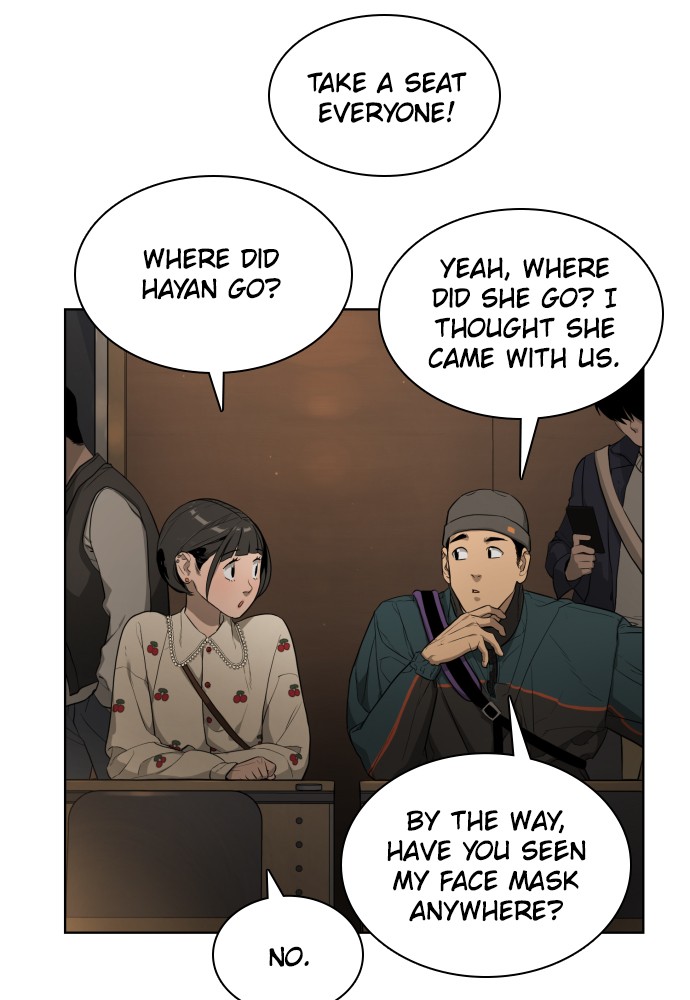 TAKE A SEAT
EVERYONE!
WHERE DID
HAYAN GO?
YEAH, WHERE
DID SHE GO? I
THOUGHT SHE
CAME WITH US.
BY THE WAY,
HAVE YOU SEEN
MY FACE MASK
ANYWHERE?
NO.